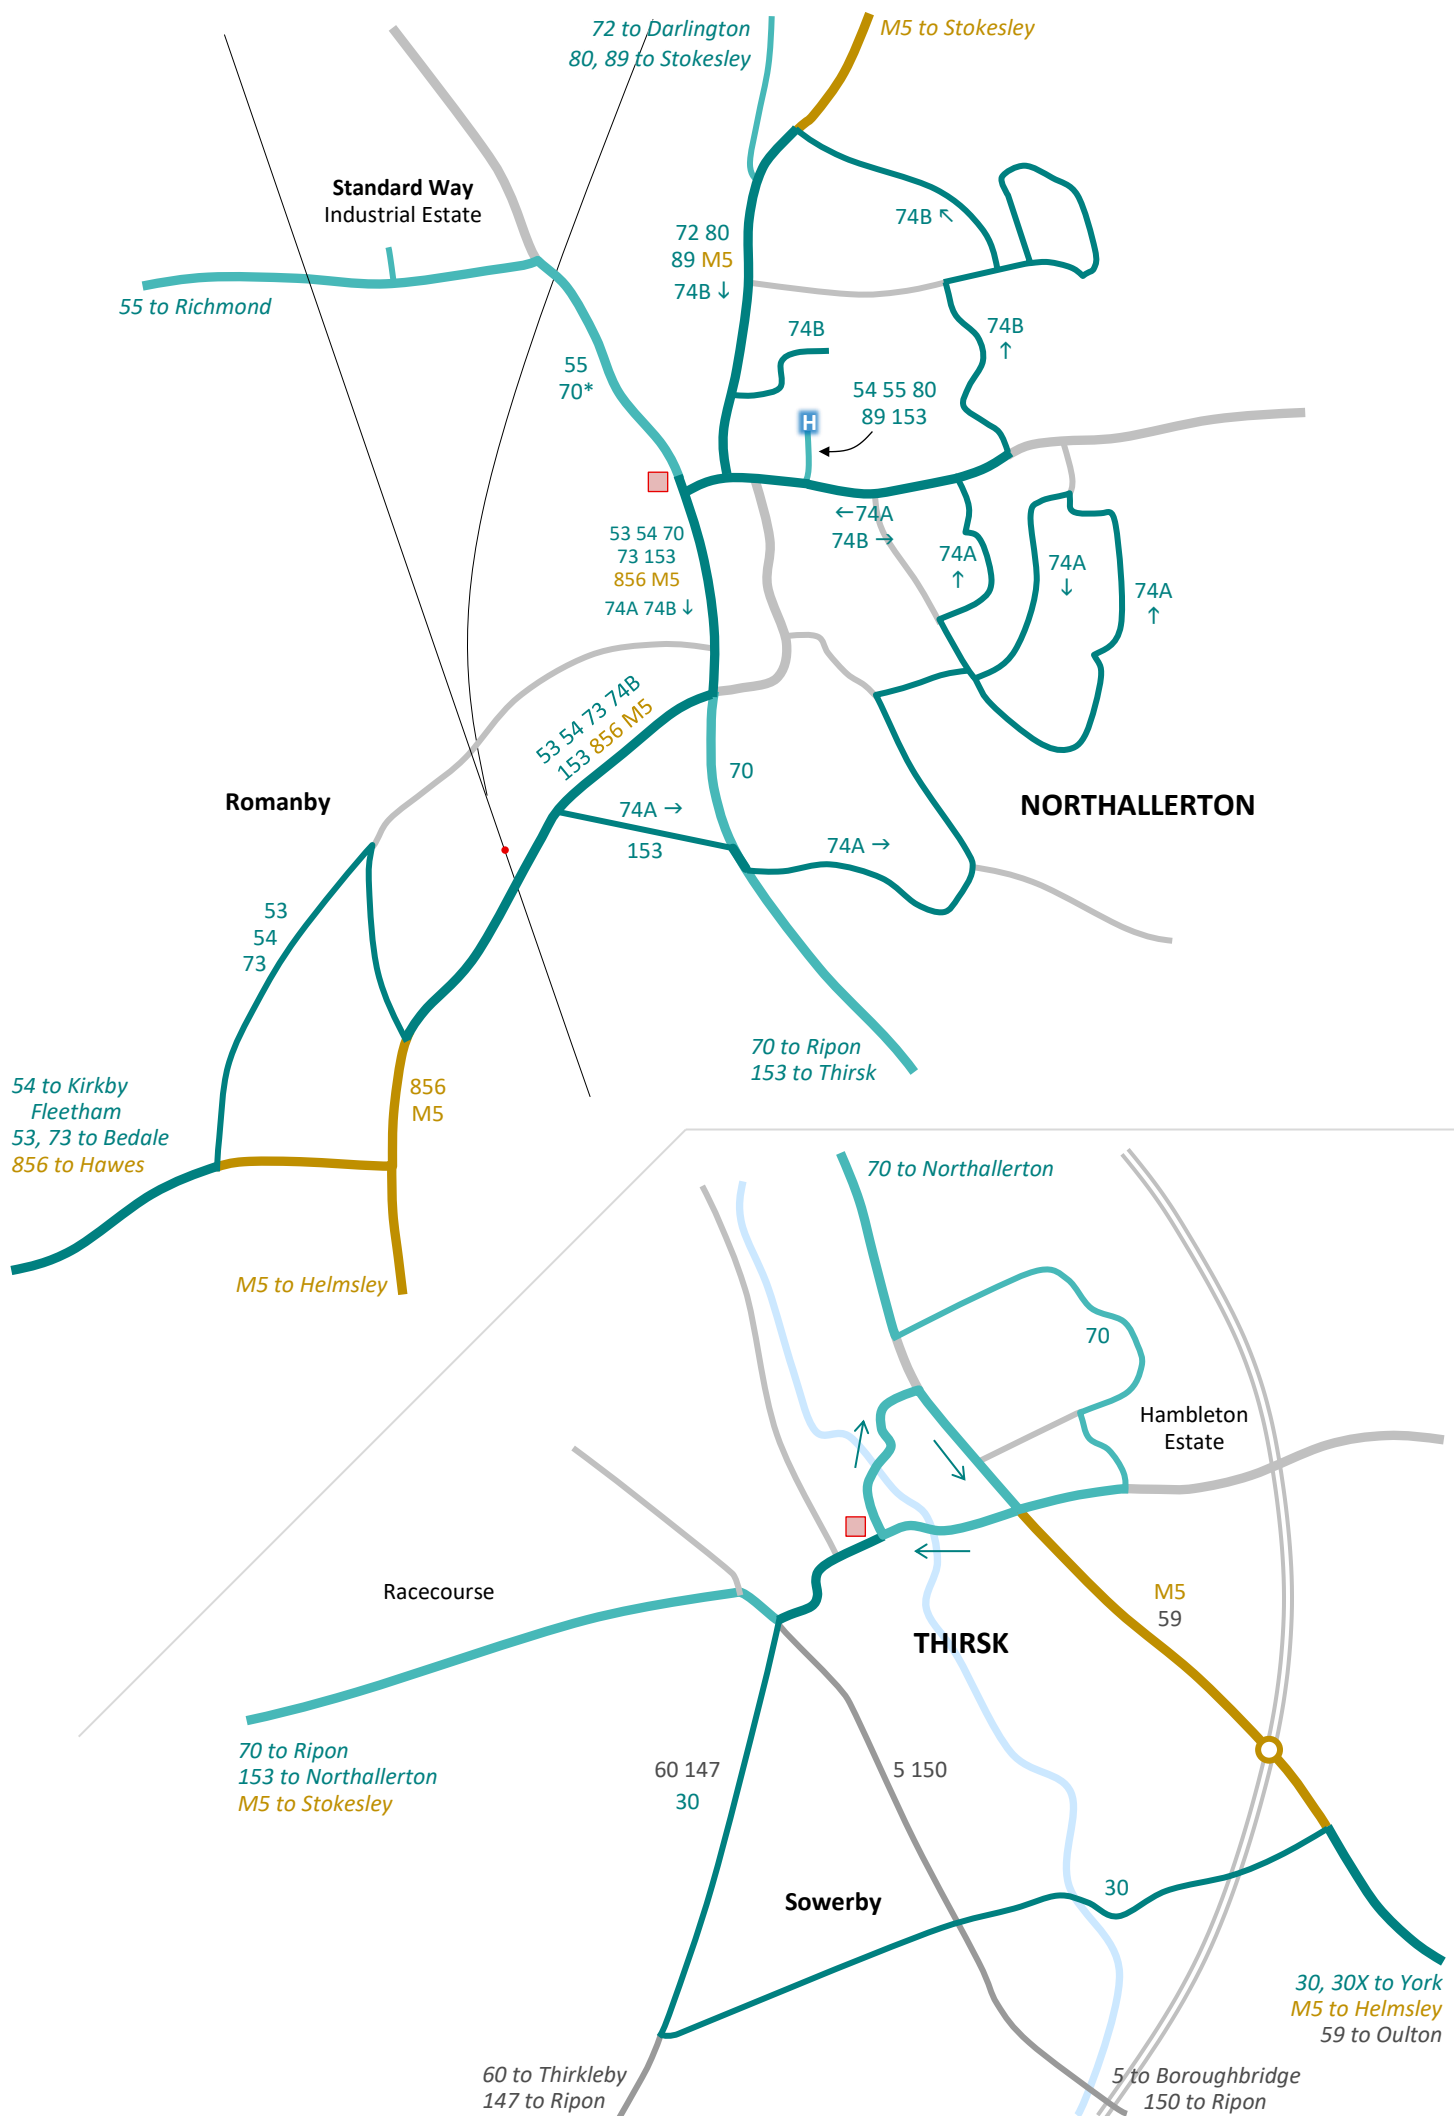 72 to Darlington
80, 89 to Stokesley
M5 to Stokesley
Standard Way
Industrial Estate
55 to Richmond
72 80
89 M5
74B ↓
74B ↖
74B
74B
↑
55
70*
54 55 80
89 153
H
53 54 70
73 153
856 M5
74A 74B ↓
←74A
74B →
74A
↑
74A
↓
74A
↑
53 54 73 74B
153 856 M5
70
Romanby
NORTHALLERTON
74A →
153
74A →
53
54
73
70 to Ripon
153 to Thirsk
54 to Kirkby
Fleetham
53, 73 to Bedale
856 to Hawes
856
M5
M5 to Helmsley
70 to Northallerton
70
Hambleton
Estate
Racecourse
M5
59
THIRSK
70 to Ripon
153 to Northallerton
M5 to Stokesley
60 147
30
5 150
30
Sowerby
30, 30X to York
M5 to Helmsley
59 to Oulton
60 to Thirkleby
147 to Ripon
5 to Boroughbridge
150 to Ripon